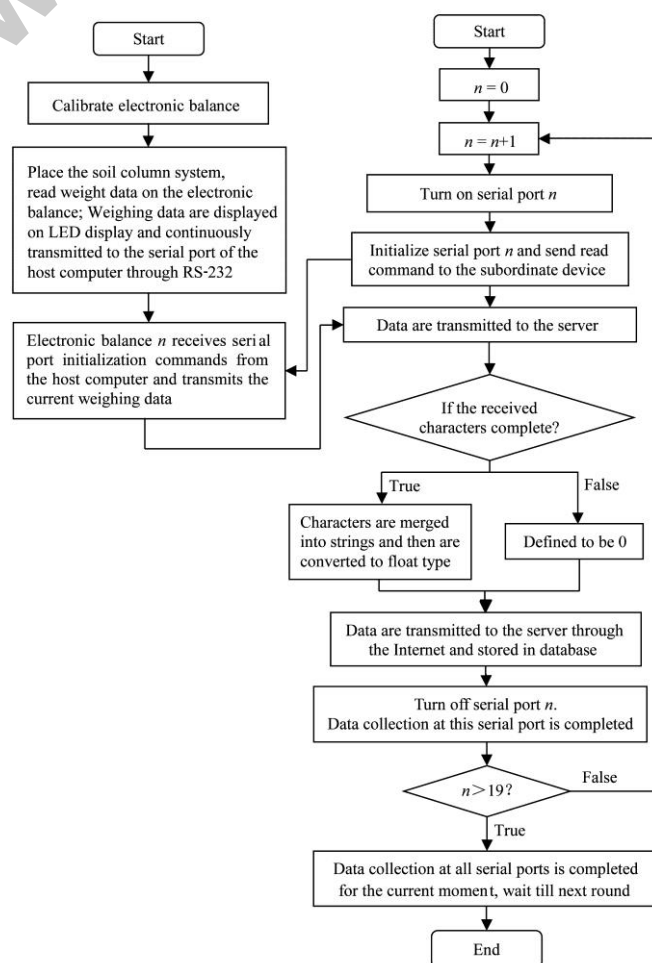 Start
Calibrate electronic balance
Place the soil column system,
read weight data on the electronic
balance; Weighing data are displayed
on LED display and continuously
transmitted to the serial port of the
host computer through RS-232
Electronic balance n receives serial
port initialization commands from
the host computer and transmits the
current weighing data
Start
n = 0
n = n+1
Turn on serial port n
Initialize serial port n and send read
command to the subordinate device
Data are transmitted to the server
If the received
characters complete?
True
False
Characters are merged
into strings and then are
converted to float type
Defined to be 0
Data are transmitted to the server through
the Internet and stored in database
Turn off serial port n.
Data collection at this serial port is completed
n>19?
False
True
Data collection at all serial ports is completed
for the current moment, wait till next round
End